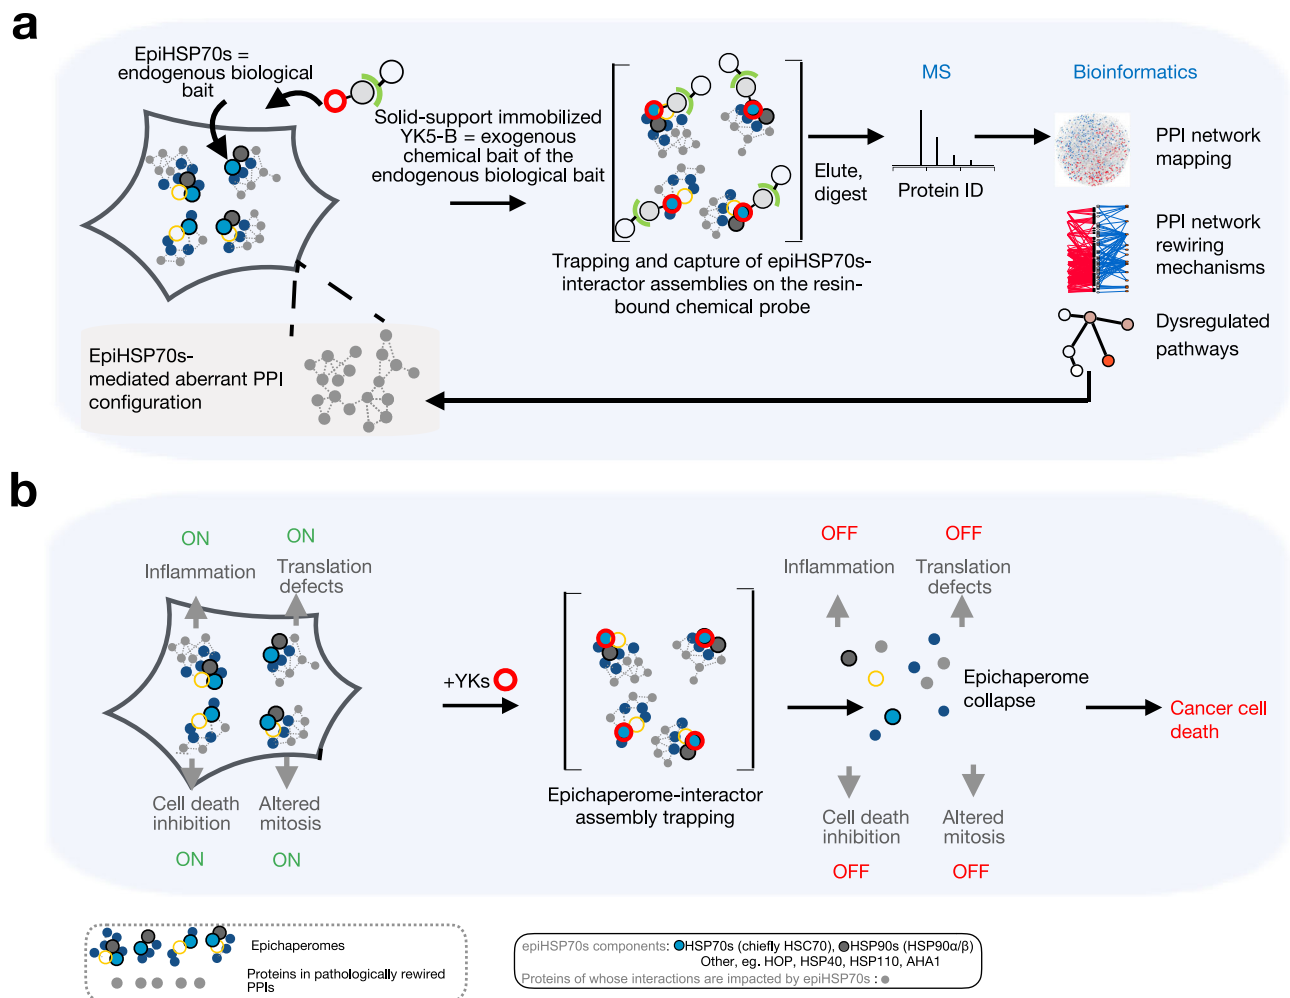 a
EpiHSP70s =
endogenous biological
bait
Solid-support immobilized
YK5-B = exogenous
chemical bait of the
endogenous biological bait
Trapping and capture of epiHSP70s-
interactor assemblies on the resin-
bound chemical probe
Elute,
digest
MS
Protein ID
Bioinformatics
PPI network
mapping
PPI network
rewiring
mechanisms
Dysregulated
pathways
EpiHSP70s-
mediated aberrant PPI
configuration
b
ON
Inflammation
ON
Translation
defects
Cell death
inhibition
ON
Altered
mitosis
ON
+YKs
Epichaperome-interactor
assembly trapping
OFF
Inflammation
OFF
Translation
defects
Epichaperome
collapse
Cell death
inhibition
OFF
Altered
mitosis
OFF
Cancer cell
death
Epichaperomes
Proteins in pathologically rewired
PPIs
epiHSP70s components: HSP70s (chiefly HSC70), HSP90s (HSP90α/β)
Other, eg. HOP, HSP40, HSP110, AHA1
Proteins of whose interactions are impacted by epiHSP70s :